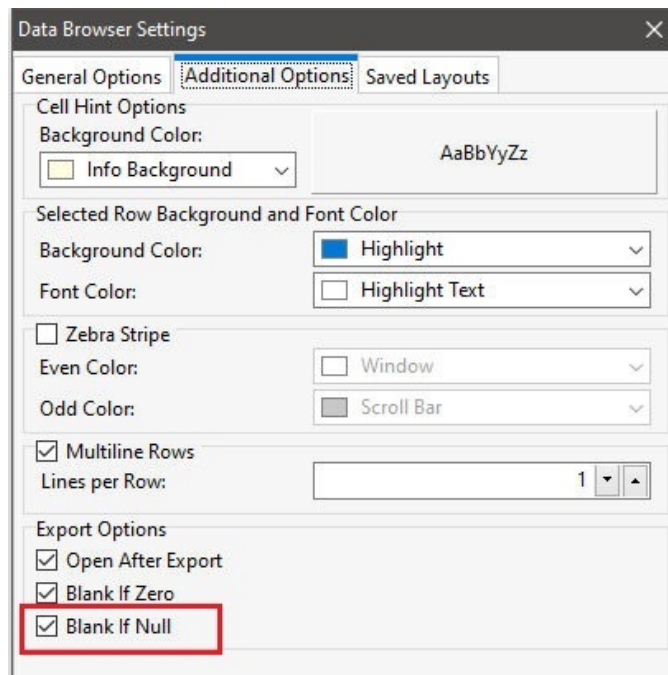 Data Browser Settings
General Options Additional Options Saved Layouts
Cell Hint Options
Background Color:
Info Background
AaBbYyZz
Selected Row Background and Font Color
Background Color: Highlight
Font Color: Highlight Text
Zebra Stripe
Even Color: Window
Odd Color: Scroll Bar
Multiline Rows
Lines per Row: 1
Export Options
Open After Export
Blank If Zero
Blank If Null